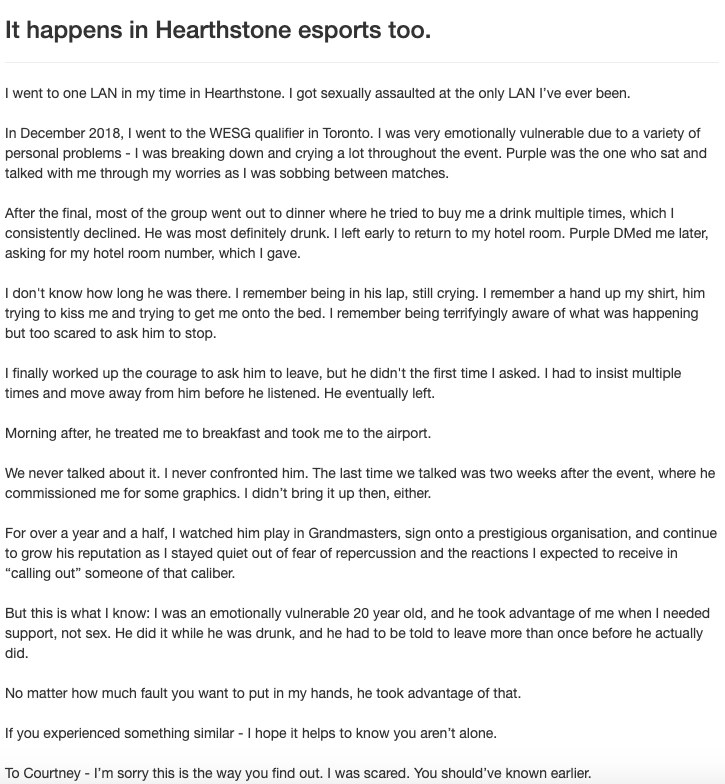 It happens in Hearthstone esports too.
I went to one LAN in my time in Hearthstone. I got sexually assaulted at the only LAN I've ever been.
In December 2018, I went to the WESG qualifier in Toronto. I was very emotionally vulnerable due to a variety of
personal problems - I was breaking down and crying a lot throughout the event. Purple was the one who sat and
talked with me through my worries as I was sobbing between matches.
After the final, most of the group went out to dinner where he tried to buy me a drink multiple times, which I
consistently declined. He was most definitely drunk. I left early to return to my hotel room. Purple DMed me later,
asking for my hotel room number, which I gave.
I don't know how long he was there. I remember being in his lap, still crying. I remember a hand up my shirt, him
trying to kiss me and trying to get me onto the bed. I remember being terrifyingly aware of what was happening
but too scared to ask him to stop.
I finally worked up the courage to ask him to leave, but he didn't the first time I asked. I had to insist multiple
times and move away from him before he listened. He eventually left.
Morning after, he treated me to breakfast and took me to the airport.
We never talked about it. I never confronted him. The last time we talked was two weeks after the event, where he
commissioned me for some graphics. I didn't bring it up then, either.
For over a year and a half, I watched him play in Grandmasters, sign onto a prestigious organisation, and continue
to grow his reputation as I stayed quiet out of fear of repercussion and the reactions I expected to receive in
“calling out” someone of that caliber.
But this is what I know: I was an emotionally vulnerable 20 year old, and he took advantage of me when I needed
support, not sex. He did it while he was drunk, and he had to be told to leave more than once before he actually
did.
No matter how much fault you want to put in my hands, he took advantage of that.
If you experienced something similar - I hope it helps to know you aren't alone.
To Courtney - I'm sorry this is the way you find out. I was scared. You should've known earlier.